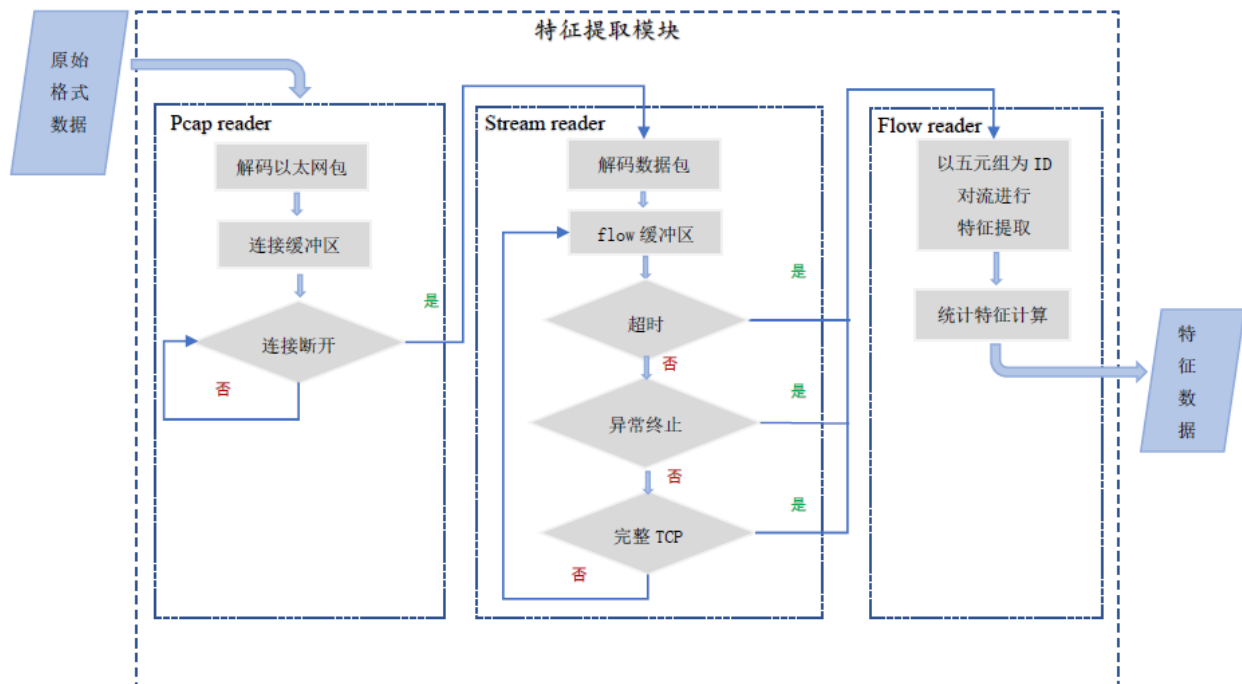 特征提取模块
原始
格式
数据
Pcap reader
解码以太网包
连接缓冲区
连接断开
是
否
Stream reader
解码数据包
flow 缓冲区
超时
是
否
异常终止
是
否
完整 TCP
是
否
Flow reader
以五元组为 ID
对流进行
特征提取
统计特征计算
特
征
数
据